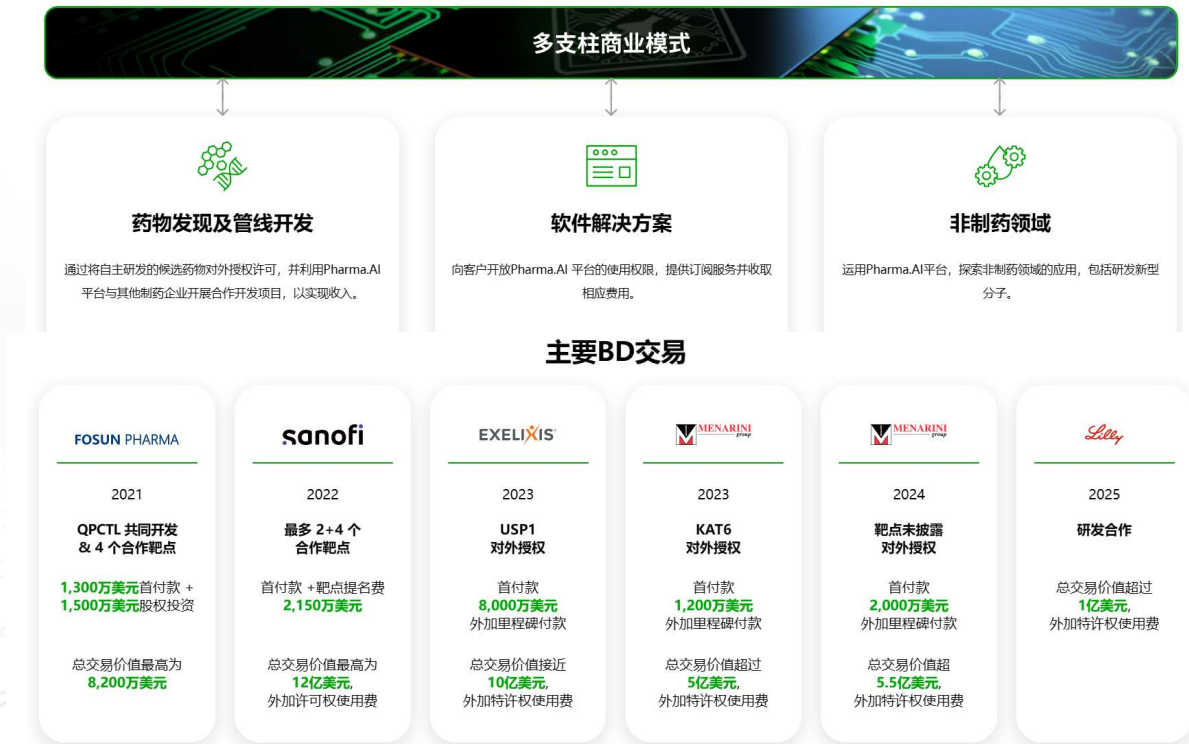 多支柱商业模式
药物发现及管线开发
通过将自主研发的候选药物对外授权许可，并利用Pharma.AI
平台与其他制药企业开展合作开发项目，以实现收入。
软件解决方案
向客户开放Pharma.AI 平台的使用权限，提供订阅服务并收取
相应费用。
非制药领域
运用Pharma.AI平台，探索非制药领域的应用，包括研发新型
分子。
主要BD交易
FOSUN PHARMA
2021
QPCTL 共同开发
& 4 个合作靶点
1,300万美元首付款 +
1,500万美元股权投资
总交易价值最高为
8,200万美元
sanofi
2022
最多 2+4 个
合作靶点
首付款 +靶点提名费
2,150万美元
总交易价值最高为
12亿美元,
外加许可权使用费
EXELIXIS
2023
USP1
对外授权
首付款
8,000万美元
外加里程碑付款
总交易价值接近
10亿美元,
外加特许权使用费
MENARINI
group
2023
KAT6
对外授权
首付款
1,200万美元
外加里程碑付款
总交易价值超过
5亿美元,
外加特许权使用费
MENARINI
group
2024
靶点未披露
对外授权
首付款
2,000万美元
外加里程碑付款
总交易价值超
5.5亿美元,
外加特许权使用费
Lilly
2025
研发合作
总交易价值超过
1亿美元,
外加特许权使用费